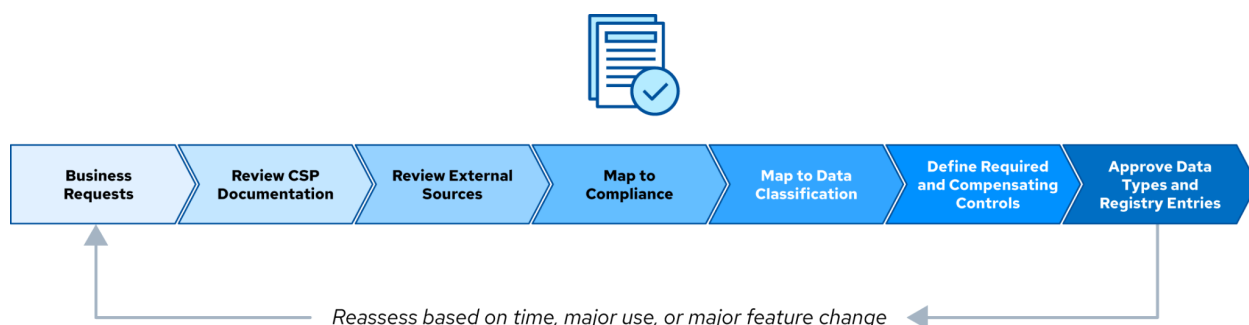 Business
Requests
Review CSP
Documentation
Review External
Sources
Map to
Compliance
Map to Data
Classification
Define Required
and Compensating
Controls
Approve Data
Types and
Registry Entries
Reassess based on time, major use, or major feature change